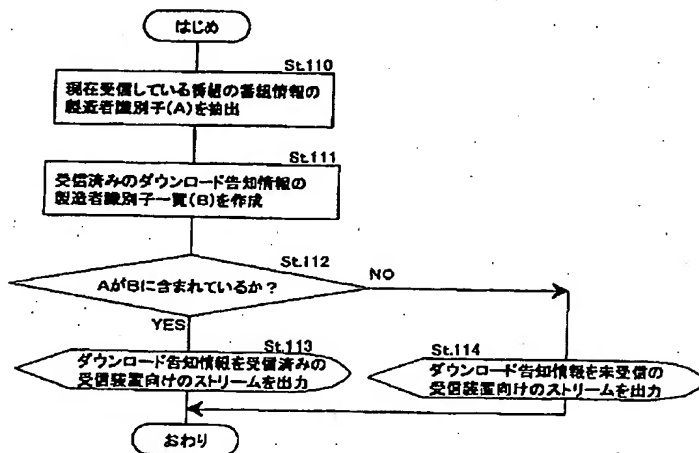 はじめ
St.110
現在受信している番組の番組情報の
製造者識別子(A)を抽出
St.111
受信済みのダウンロード告知情報の
製造者識別子一覧(B)を作成
St.112
AがBに含まれているか?
NO
YES
St.113
ダウンロード告知情報を受信済みの
受信装置向けのストリームを出力
St.114
ダウンロード告知情報を未受信の
受信装置向けのストリームを出力
おわり